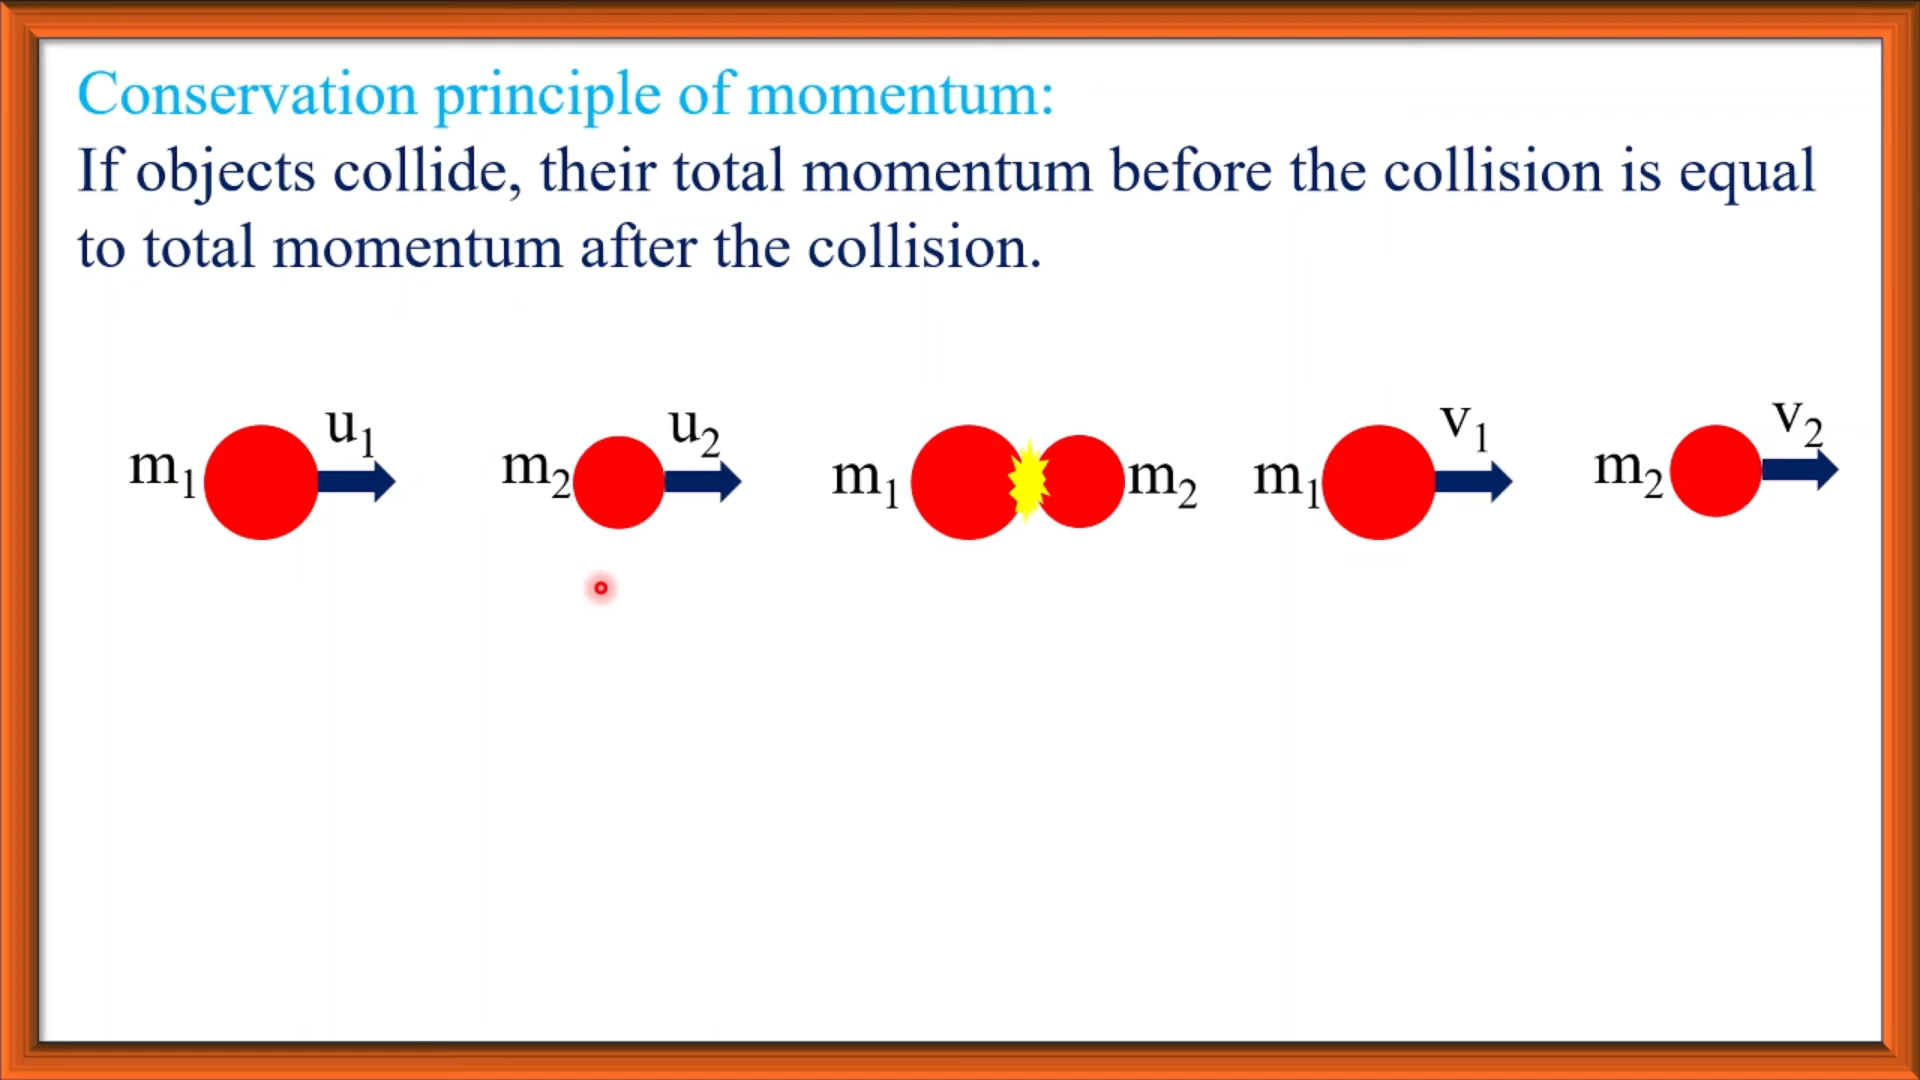 Conservation principle of momentum:
If objects collide, their total momentum before the collision is equal
to total momentum after the collision.
m₁ u₁ m₂ u₂ m₁ m₂ m₁ v₁ m₂ v₂